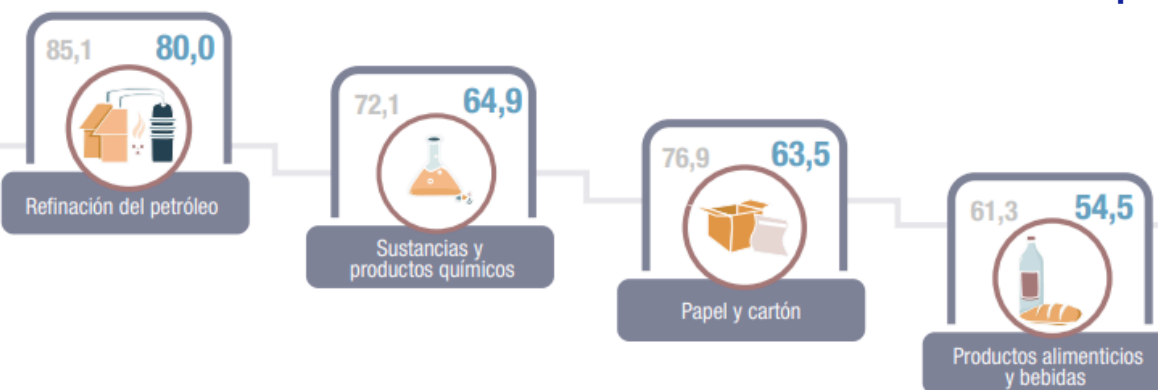 85,1 80,0
Refinación del petróleo
72,1 64,9
Sustancias y
productos químicos
76,9 63,5
Papel y cartón
61,3 54,5
Productos alimenticios
y bebidas